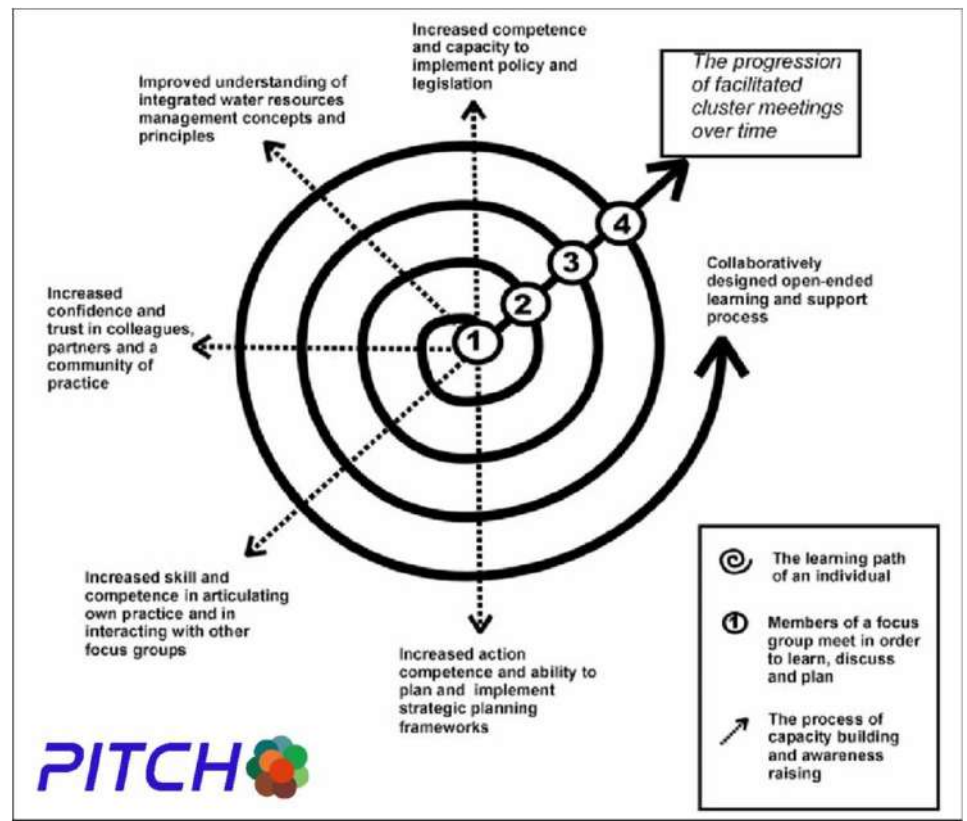 Increased competence
and capacity to
implement policy and
legislation
The progression
of facilitated
cluster meetings
over time
Improved understanding of
integrated water resources
management concepts and
principles
4
3
2
1
Collaboratively
designed open-ended
learning and support
process
Increased
confidence and
trust in colleagues,
partners and a
community of
practice
Increased skill and
competence in articulating
own practice and in
interacting with other
focus groups
Increased action
competence and ability to
plan and implement
strategic planning
frameworks
The learning path
of an individual
1
Members of a focus
group meet in order
to learn, discuss
and plan
The process of
capacity building
and awareness
raising
PITCH